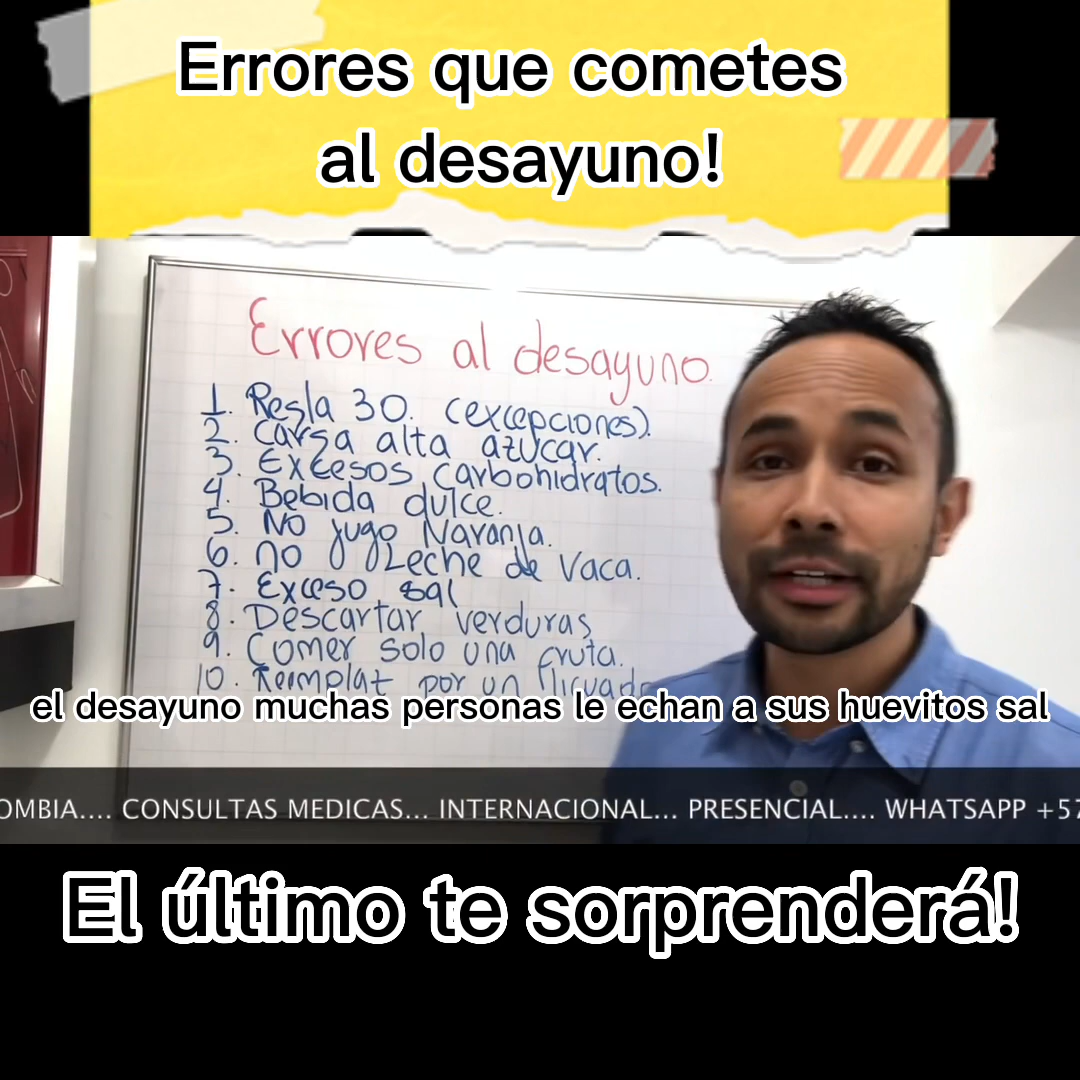 Errores que cometes
al desayuno!
Errores al desayuno.
1. Regla 30. (excepciones).
2. Carga alta azucar.
3. Excesos carbohidratos.
4. Bebida dulce.
5. No jugo Naranja.
6. no Leche de Vaca.
7. Exceso sal
8. Descartar verduras
9. Comer solo una fruta.
10. por un licuado
el desayuno muchas personas le echan a sus huevitos sal
OMBIA.... CONSULTAS MEDICAS... INTERNACIONAL... PRESENCIAL.... WHATSAPP +57
El último te sorprenderá!